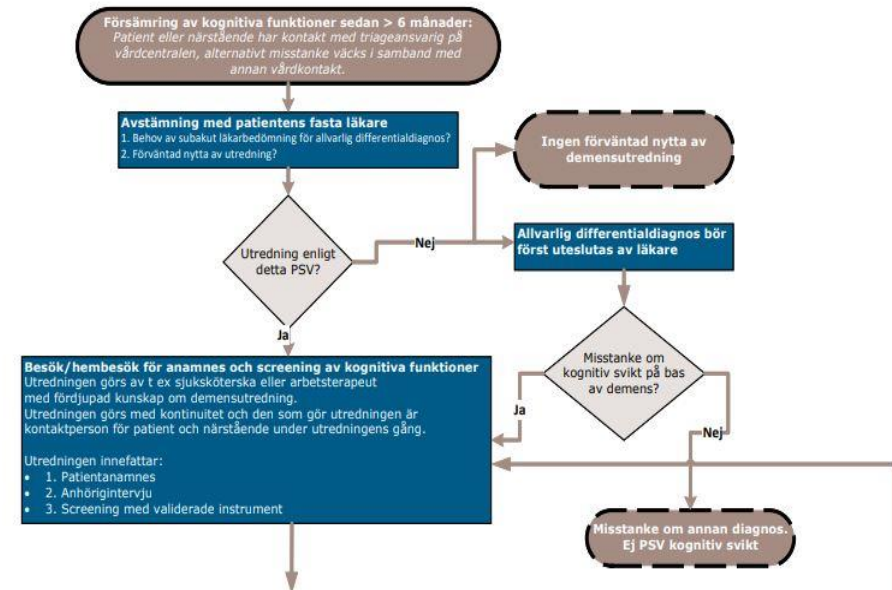 Försämring av kognitiva funktioner sedan > 6 månader:
Patient eller närstående har kontakt med triageansvarig på
vårdcentralen, alternativt misstanke väcks i samband med
annan vårdkontakt.
Avstämning med patientens fasta läkare
1. Behov av subakut läkarbedömning för allvarlig differentialdiagnos?
2. Förväntad nytta av utredning?
Ingen förväntad nytta av
demensutredning
Utredning enligt
detta PSV?
Nej
Allvarlig differentialdiagnos bör
först uteslutas av läkare
Ja
Misstanke om
kognitiv svikt på bas
av demens?
Ja
Nej
Besök/hembesök för anamnes och screening av kognitiva funktioner
Utredningen görs av t ex sjuksköterska eller arbetsterapeut
med fördjupad kunskap om demensutredning.
Utredningen görs med kontinuitet och den som gör utredningen är
kontaktperson för patient och närstående under utredningens gång.
Utredningen innefattar:
• 1. Patientanamnes
• 2. Anhörigintervju
• 3. Screening med validerade instrument
Misstanke om annan diagnos.
Ej PSV kognitiv svikt